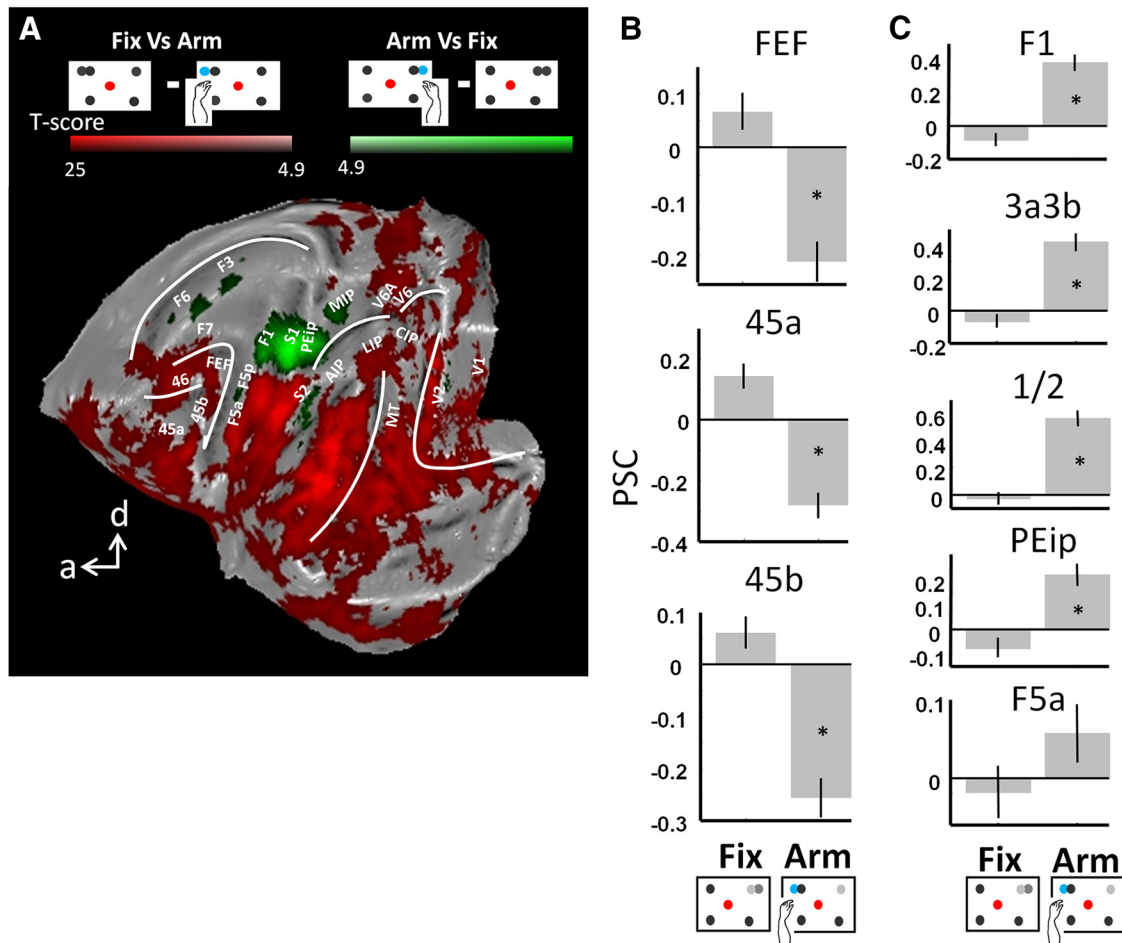 A
Fix Vs Arm
Arm Vs Fix
T-score
25
4.9
4.9
F3
F6
F7
FEF
46
45b
45a
F5a
F5p
F1
S1
PEip
S2
AIP
MIP
LIP
V6A
V6
CIP
MT
V2
V1
d
a
B
PSC
FEF
0.1
0
-0.1
-0.2
*
45a
0.2
0
-0.2
-0.4
*
45b
0.1
0
-0.1
-0.2
-0.3
*
Fix Arm
C
F1
0.4
0.2
0
-0.2
*
3a3b
0.4
0.2
0
-0.2
*
1/2
0.6
0.4
0.2
0
*
PEip
0.2
0.1
0
-0.1
*
F5a
0.1
0
Fix Arm